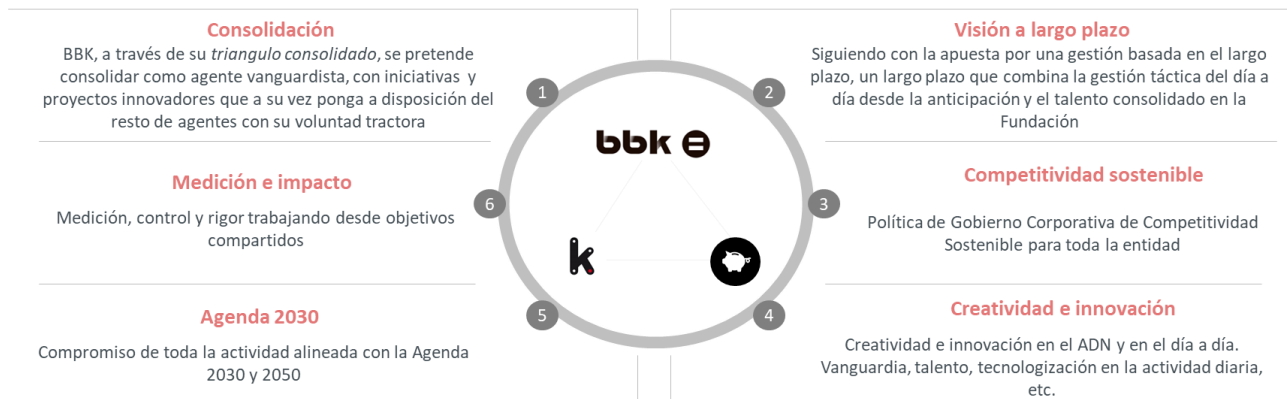 Consolidación
BBK, a través de su triangulo consolidado, se pretende
consolidar como agente vanguardista, con iniciativas y
proyectos innovadores que a su vez ponga a disposición del
resto de agentes con su voluntad tractora
1
Visión a largo plazo
Siguiendo con la apuesta por una gestión basada en el largo
plazo, un largo plazo que combina la gestión táctica del día a
día desde la anticipación y el talento consolidado en la
Fundación
2
bbk =
Medición e impacto
Medición, control y rigor trabajando desde objetivos
compartidos
6
Competitividad sostenible
Política de Gobierno Corporativa de Competitividad
Sostenible para toda la entidad
3
k
Agenda 2030
Compromiso de toda la actividad alineada con la Agenda
2030 y 2050
5
Creatividad e innovación
Creatividad e innovación en el ADN y en el día a día.
Vanguardia, talento, tecnologización en la actividad diaria,
etc.
4